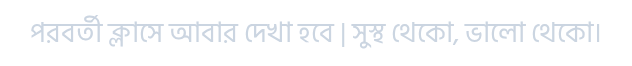 পরবর্তী ক্লাসে আবার দেখা হবে | সুস্থ থেকো, ভালো থেকো।